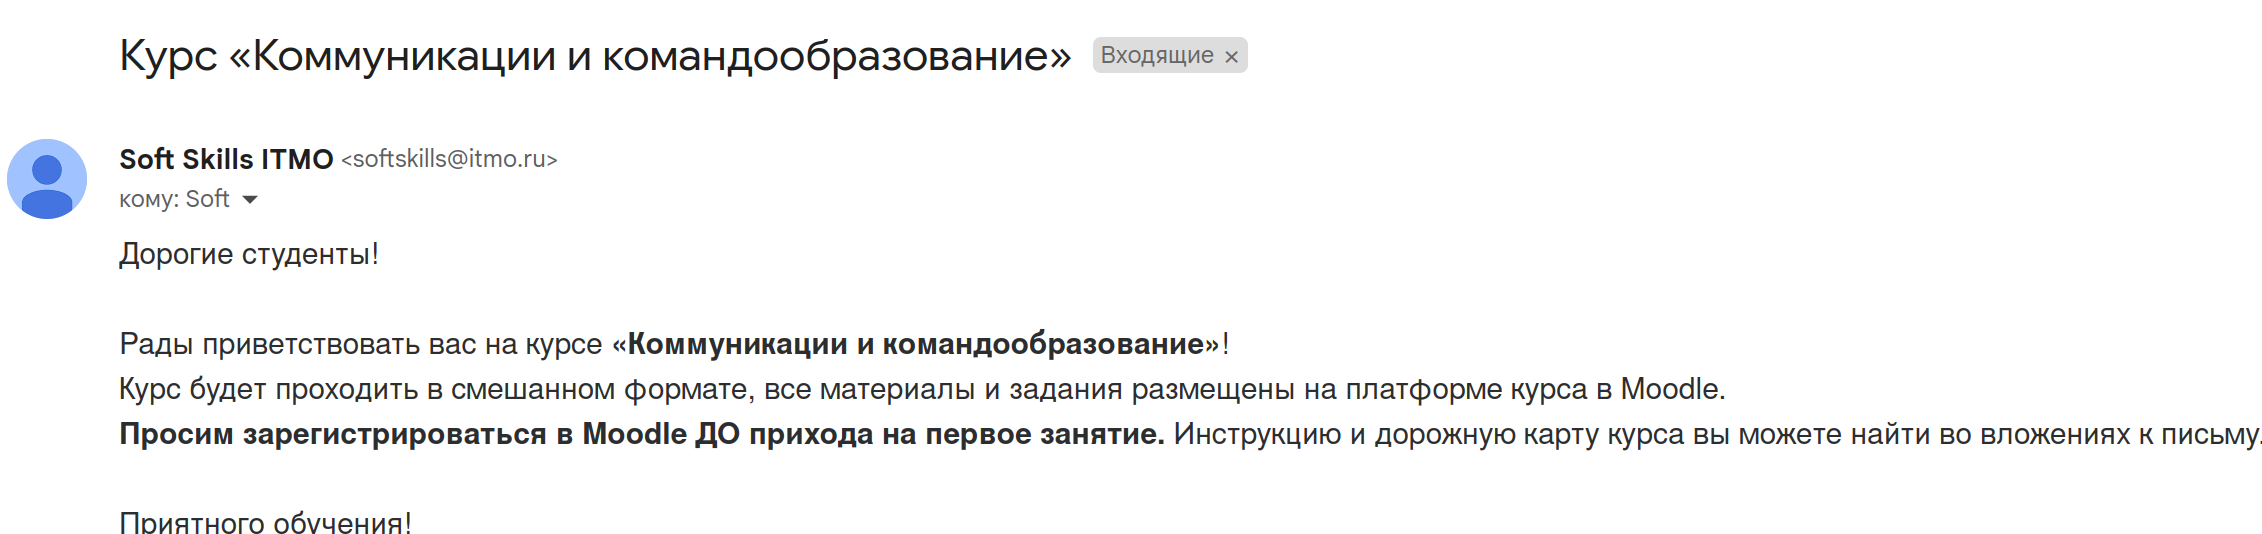 Курс «Коммуникации и командообразование» Входящие ×
Soft Skills ITMO <softskills@itmo.ru>
кому: Soft
Дорогие студенты!
Рады приветствовать вас на курсе «Коммуникации и командообразование»!
Курс будет проходить в смешанном формате, все материалы и задания размещены на платформе курса в Moodle.
Просим зарегистрироваться в Moodle ДО прихода на первое занятие. Инструкцию и дорожную карту курса вы можете найти во вложениях к письму.
Приятного обучения!